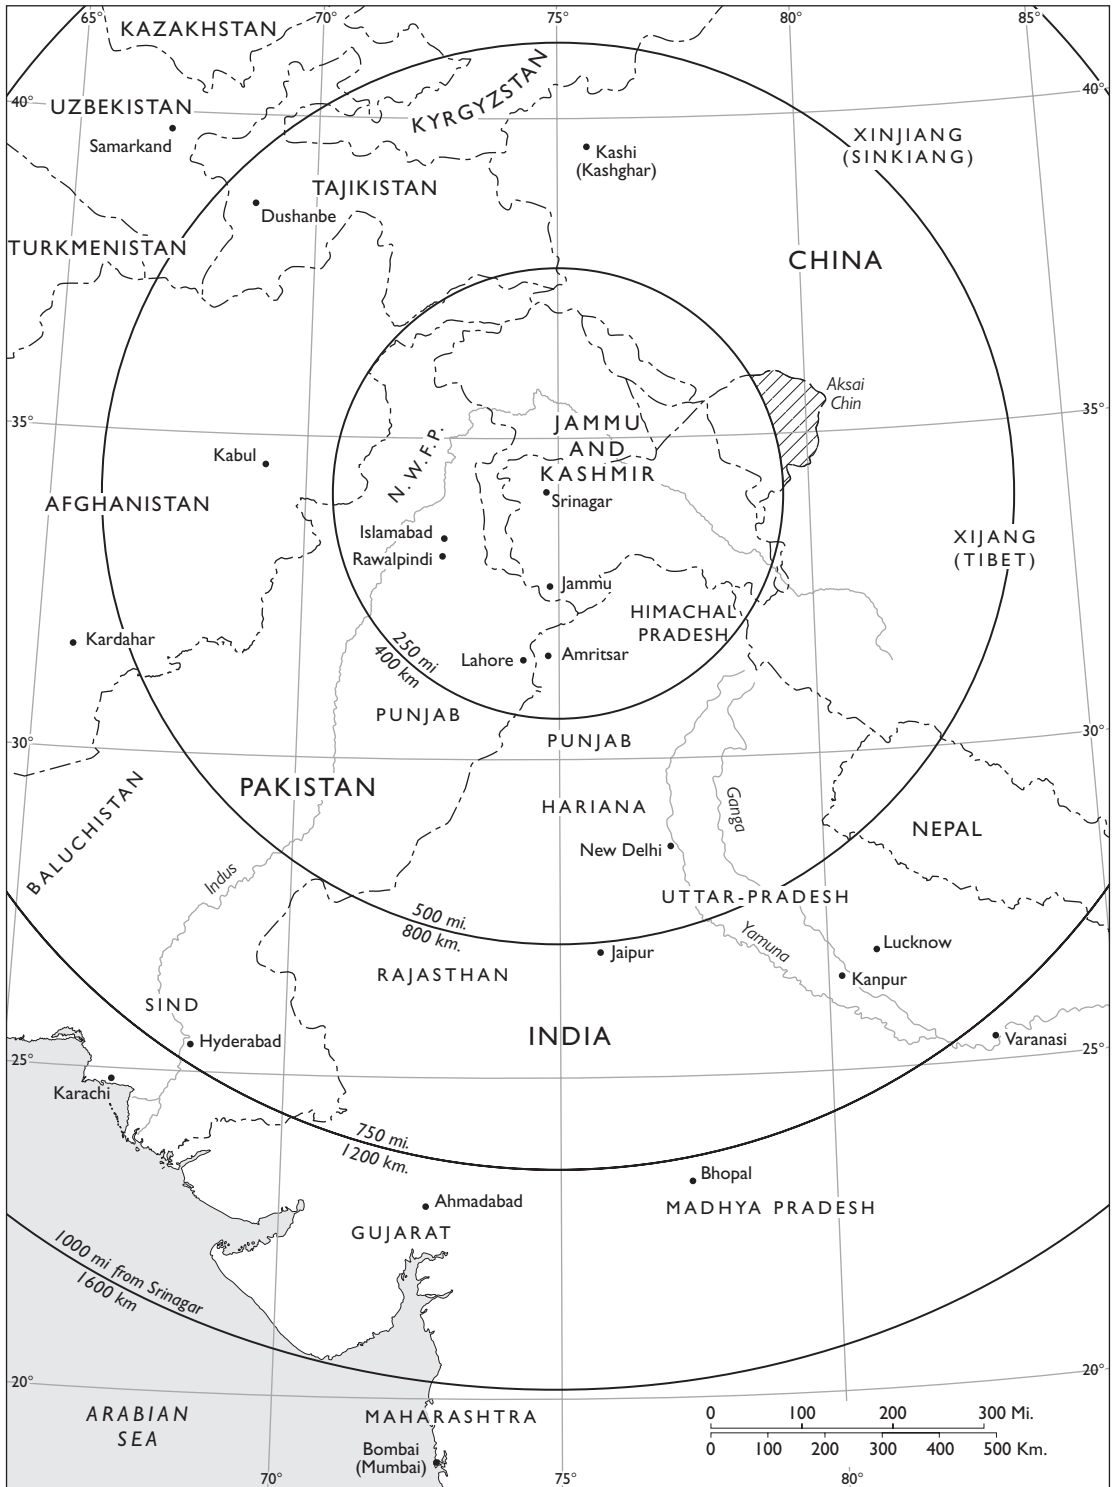 65°
70°
75°
80°
85°
KAZAKHSTAN
40°
UZBEKISTAN
KYRGYZSTAN
40°
Samarkand
XINJIANG
(SINKIANG)
Kashi
(Kashghar)
TAJIKISTAN
Dushanbe
TURKMENISTAN
CHINA
Aksai
Chin
35°
35°
JAMMU
AND
KASHMIR
N.W.F.P.
Kabul
Srinagar
AFGHANISTAN
Islamabad
Rawalpindi
XIJANG
(TIBET)
Jammu
HIMACHAL
PRADESH
Kardahar
250 mi
400 km
Lahore
Amritsar
PUNJAB
30°
PUNJAB
30°
PAKISTAN
BALUCHISTAN
HARIANA
Ganga
NEPAL
New Delhi
Indus
UTTAR-PRADESH
500 mi.
800 km.
Yamuna
Lucknow
Jaipur
RAJASTHAN
Kanpur
SIND
INDIA
Hyderabad
Varanasi
25°
25°
Karachi
750 mi.
1200 km.
Bhopal
Ahmadabad
MADHYA PRADESH
GUJARAT
1000 mi from Srinagar
1600 km
20°
20°
ARABIAN
SEA
MAHARASHTRA
0 100 200 300 Mi.
0 100 200 300 400 500 Km.
Bombai
(Mumbai)
70°
75°
80°